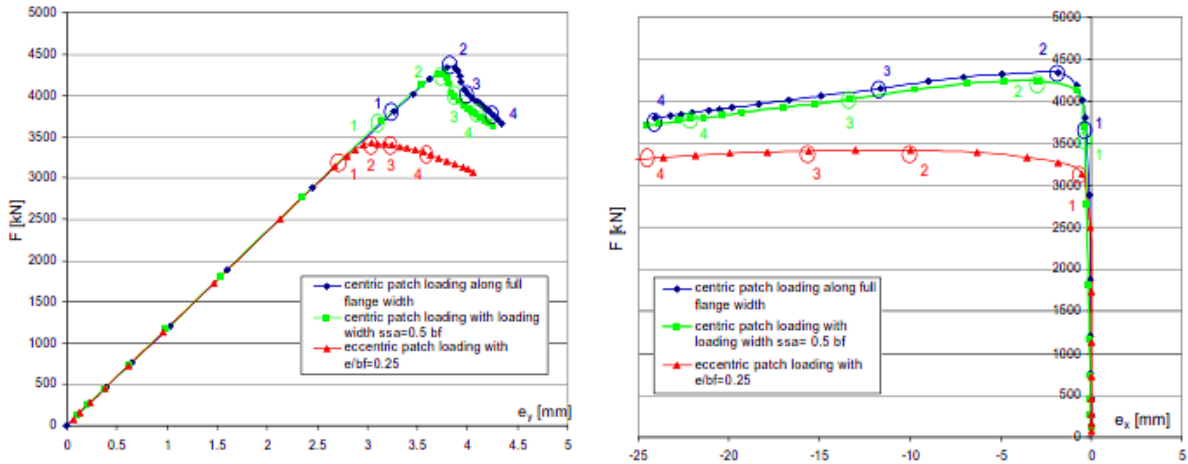 5000
4500
4000
3500
3000
2500
2000
1500
1000
500
0
F [kN]
0 0.5 1 1.5 2 2.5 3 3.5 4 4.5 5
e y [mm]
2
1
3
4
2
1
3
4
1 2 3 4
centric patch loading along full
flange width
centric patch loading with loading
width ssa=0.5 bf
eccentric patch loading with
e/bf=0.25
5000
4500
4000
3500
3000
2500
2000
1500
1000
500
0
F [kN]
-25 -20 -15 -10 -5 0 5
e x [mm]
4
3
2
1
4
3
2
1
4
3
2
1
centric patch loading along full
flange width
centric patch loading with
loading width ssa= 0.5 bf
eccentric patch loading with
e/bf=0.25